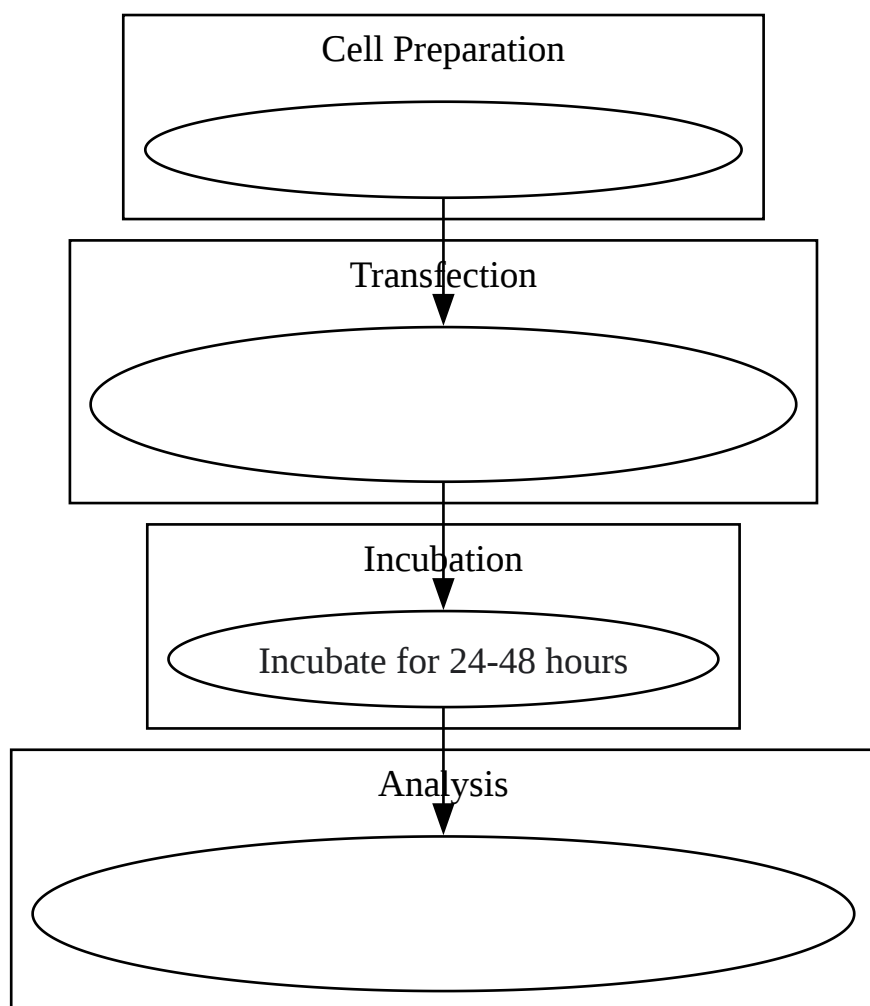 Cell Preparation
Transfection
Incubation
Incubate for 24-48 hours
Analysis